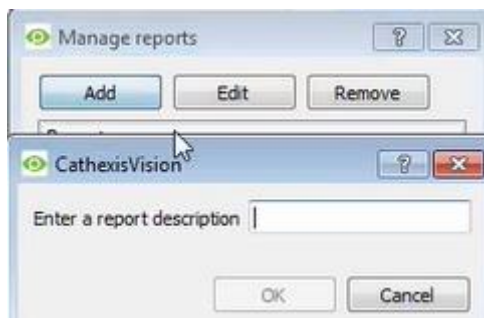 Manage reports
Add Edit Remove
CathexisVision
Enter a report description
OK Cancel